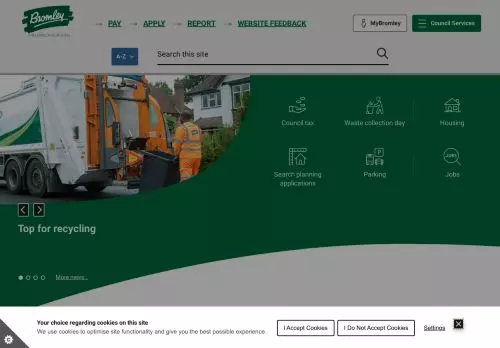 Bromley
THE LONDON BOROUGH
PAY
APPLY
REPORT
WEBSITE FEEDBACK
MyBromley
Council Services
A-Z
Search this site
Council tax
Waste collection day
Housing
Search planning
applications
P
Parking
JOBS
Jobs
Top for recycling
More news...
Your choice regarding cookies on this site
We use cookies to optimise site functionality and give you the best possible experience.
I Accept Cookies
I Do Not Accept Cookies
Settings